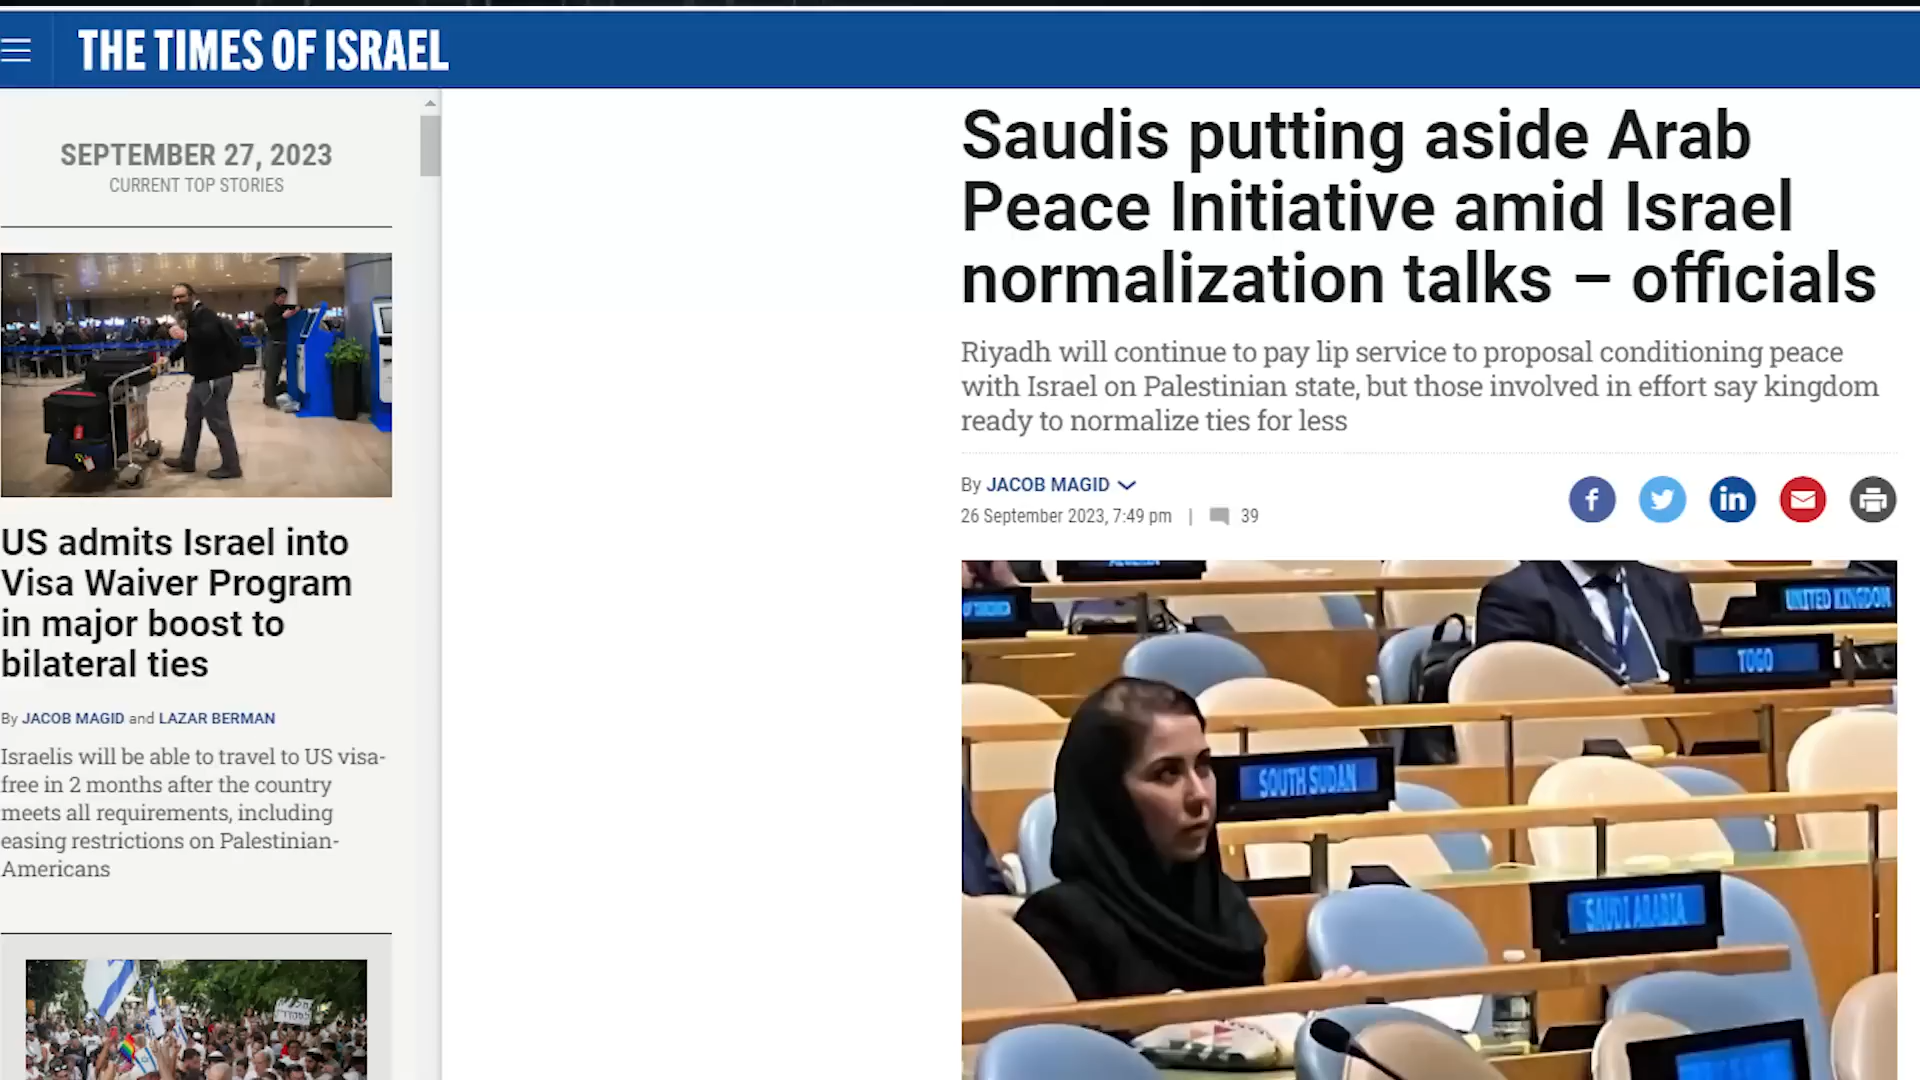 THE TIMES OF ISRAEL
SEPTEMBER 27, 2023
CURRENT TOP STORIES
US admits Israel into
Visa Waiver Program
in major boost to
bilateral ties
By JACOB MAGID and LAZAR BERMAN
Israelis will be able to travel to US visa-
free in 2 months after the country
meets all requirements, including
easing restrictions on Palestinian-
Americans
Saudis putting aside Arab
Peace Initiative amid Israel
normalization talks – officials
Riyadh will continue to pay lip service to proposal conditioning peace
with Israel on Palestinian state, but those involved in effort say kingdom
ready to normalize ties for less
By JACOB MAGID
26 September 2023, 7:49 pm | 39
f in
UNITED KINGDOM
TOGO
SOUTH SUDAN
SAUDI ARABIA